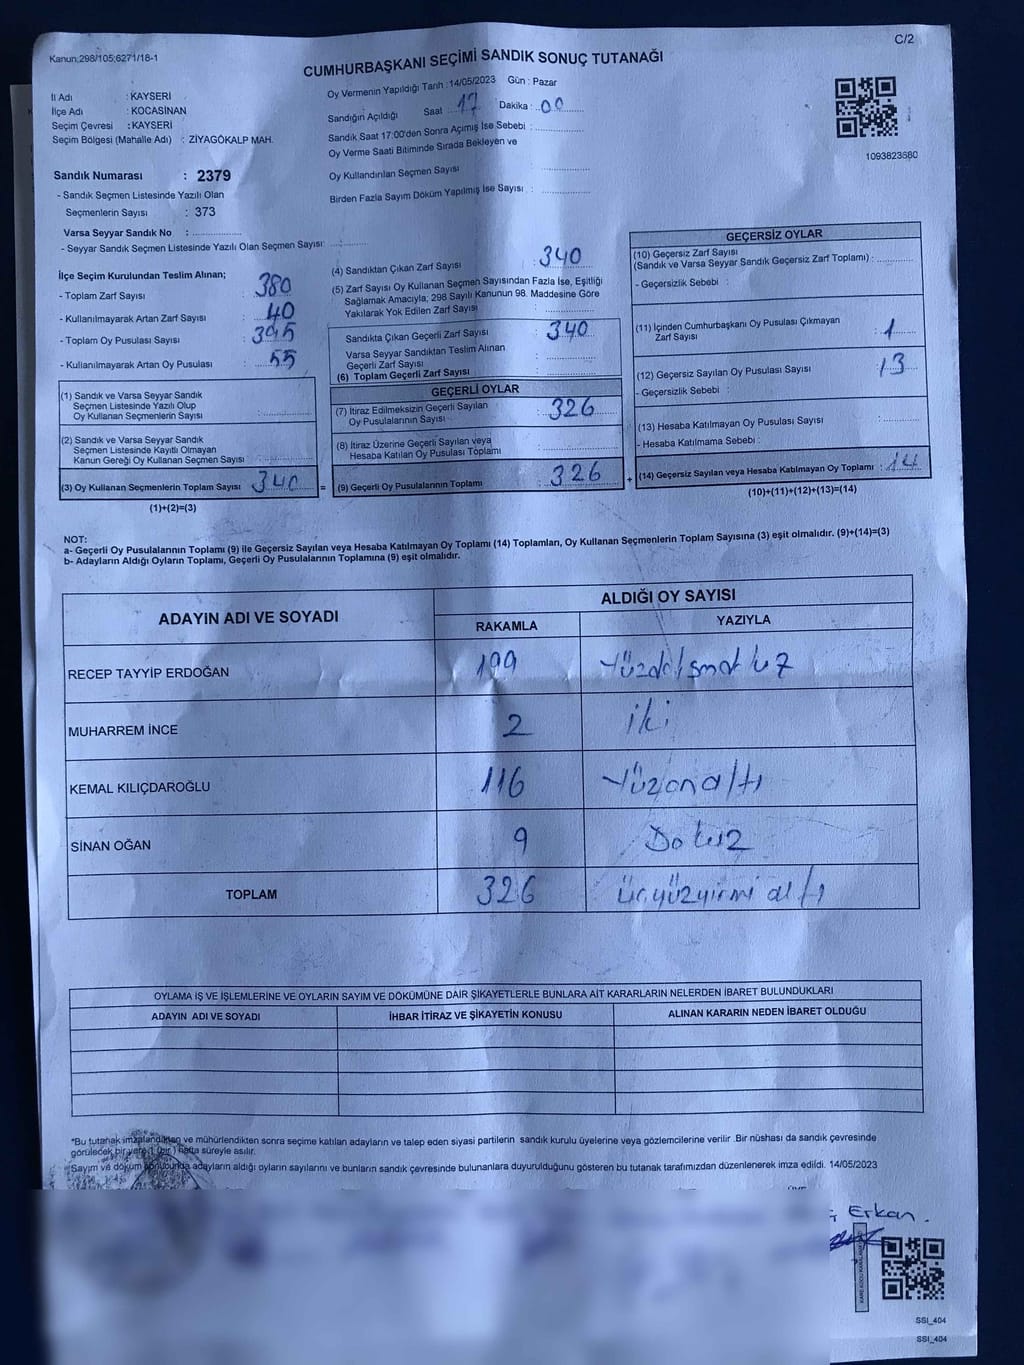 C/2
Kanun:298/105;6271/18-1
CUMHURBAŞKANI SEÇİMİ SANDIK SONUÇ TUTANAĞI
Oy Vermenin Yapıldığı Tarih :14/05/2023 Gün : Pazar
İl Adı : KAYSERİ
İlçe Adı : KOCASİNAN
Seçim Çevresi : KAYSERİ
Seçim Bölgesi (Mahalle Adı) : ZİYAGÖKALP MAH.
Sandığın Açıldığı Saat 17 Dakika : 00
Sandık Saat 17:00'den Sonra Açılmış İse Sebebi :
Oy Verme Saati Bitiminde Sırada Bekleyen ve
Oy Kullandırılan Seçmen Sayısı
Birden Fazla Sayım Döküm Yapılmış İse Sayısı :
1093823680
Sandık Numarası : 2379
- Sandık Seçmen Listesinde Yazılı Olan
Seçmenlerin Sayısı : 373
Varsa Seyyar Sandık No :
- Seyyar Sandık Seçmen Listesinde Yazılı Olan Seçmen Sayısı:
İlçe Seçim Kurulundan Teslim Alınan;
- Toplam Zarf Sayısı : 380
- Kullanılmayarak Artan Zarf Sayısı : 40
- Toplam Oy Pusulası Sayısı : 395
- Kullanılmayarak Artan Oy Pusulası : 55
(1) Sandık ve Varsa Seyyar Sandık
Seçmen Listesinde Yazılı Olup
Oy Kullanan Seçmenlerin Sayısı :
(2) Sandık ve Varsa Seyyar Sandık
Seçmen Listesinde Kayıtlı Olmayan
Kanun Gereği Oy Kullanan Seçmen Sayısı :
(3) Oy Kullanan Seçmenlerin Toplam Sayısı 340 =
(1)+(2)=(3)
(4) Sandıktan Çıkan Zarf Sayısı : 340
(5) Zarf Sayısı Oy Kullanan Seçmen Sayısından Fazla İse, Eşitliği
Sağlamak Amacıyla, 298 Sayılı Kanunun 98. Maddesine Göre
Yakılarak Yok Edilen Zarf Sayısı :
Sandıkta Çıkan Geçerli Zarf Sayısı : 340
Varsa Seyyar Sandıktan Teslim Alınan
Geçerli Zarf Sayısı :
(6) Toplam Geçerli Zarf Sayısı :
GEÇERLİ OYLAR
(7) İtiraz Edilmeksizin Geçerli Sayılan
Oy Pusulalarının Sayısı : 326
(8) İtiraz Üzerine Geçerli Sayılan veya
Hesaba Katılan Oy Pusulası Toplamı :
(9) Geçerli Oy Pusulalarının Toplamı : 326 +
GEÇERSİZ OYLAR
(10) Geçersiz Zarf Sayısı
(Sandık ve Varsa Seyyar Sandık Geçersiz Zarf Toplamı) :
- Geçersizlik Sebebi :
(11) İçinden Cumhurbaşkanı Oy Pusulası Çıkmayan
Zarf Sayısı : 1
(12) Geçersiz Sayılan Oy Pusulası Sayısı : 13
- Geçersizlik Sebebi :
(13) Hesaba Katılmayan Oy Pusulası Sayısı :
- Hesaba Katılmama Sebebi :
(14) Geçersiz Sayılan veya Hesaba Katılmayan Oy Toplamı : 14
(10)+(11)+(12)+(13)=(14)
NOT:
a- Geçerli Oy Pusulalarının Toplamı (9) ile Geçersiz Sayılan veya Hesaba Katılmayan Oy Toplamı (14) Toplamları, Oy Kullanan Seçmenlerin Toplam Sayısına (3) eşit olmalıdır. (9)+(14)=(3)
b- Adayların Aldığı Oyların Toplamı, Geçerli Oy Pusulalarının Toplamına (9) eşit olmalıdır.
ADAYIN ADI VE SOYADI ALDIĞI OY SAYISI
RAKAMLA YAZIYLA
RECEP TAYYİP ERDOĞAN 199
MUHARREM İNCE 2 iki
KEMAL KILIÇDAROĞLU 116 Yüzonaltı
SİNAN OĞAN 9 Dokuz
TOPLAM 326 Üçyüzyirmi altı
OYLAMA İŞ VE İŞLEMLERİNE VE OYLARIN SAYIM VE DÖKÜMÜNE DAİR ŞİKAYETLERLE BUNLARA AİT KARARLARIN NELERDEN İBARET BULUNDUKLARI
ADAYIN ADI VE SOYADI İHBAR İTİRAZ VE ŞİKAYETİN KONUSU ALINAN KARARIN NEDEN İBARET OLDUĞU
*Bu tutanak imzalandıktan ve mühürlendikten sonra seçime katılan adayların ve talep eden siyasi partilerin sandık kurulu üyelerine veya gözlemcilerine verilir .Bir nüshası da sandık çevresinde
görülecek bir yere 1 (bir ) hafta süreyle asılır.
Sayım ve döküm sonucunda adayların aldığı oyların sayılarını ve bunların sandık çevresinde bulunanlara duyurulduğunu gösteren bu tutanak tarafımızdan düzenlenerek imza edildi. 14/05/2023
Erkan.
SSI_404
SSI_404